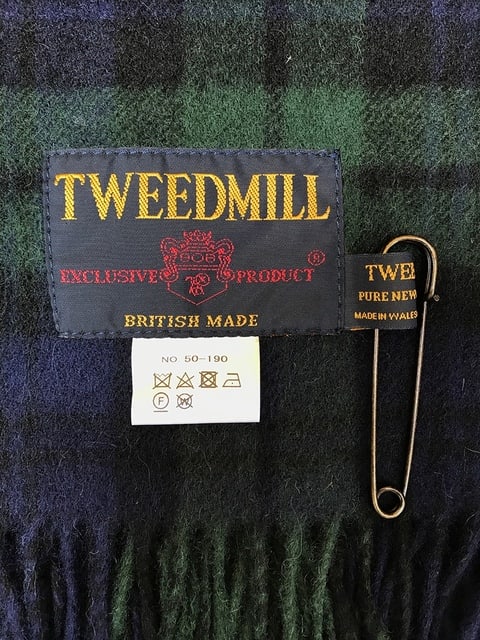 TWEEDMILL
EXCLUSIVE PRODUCT ®
BRITISH MADE
TWEE
PURE NEW
MADE IN WALES
NO. 50-190
F
W